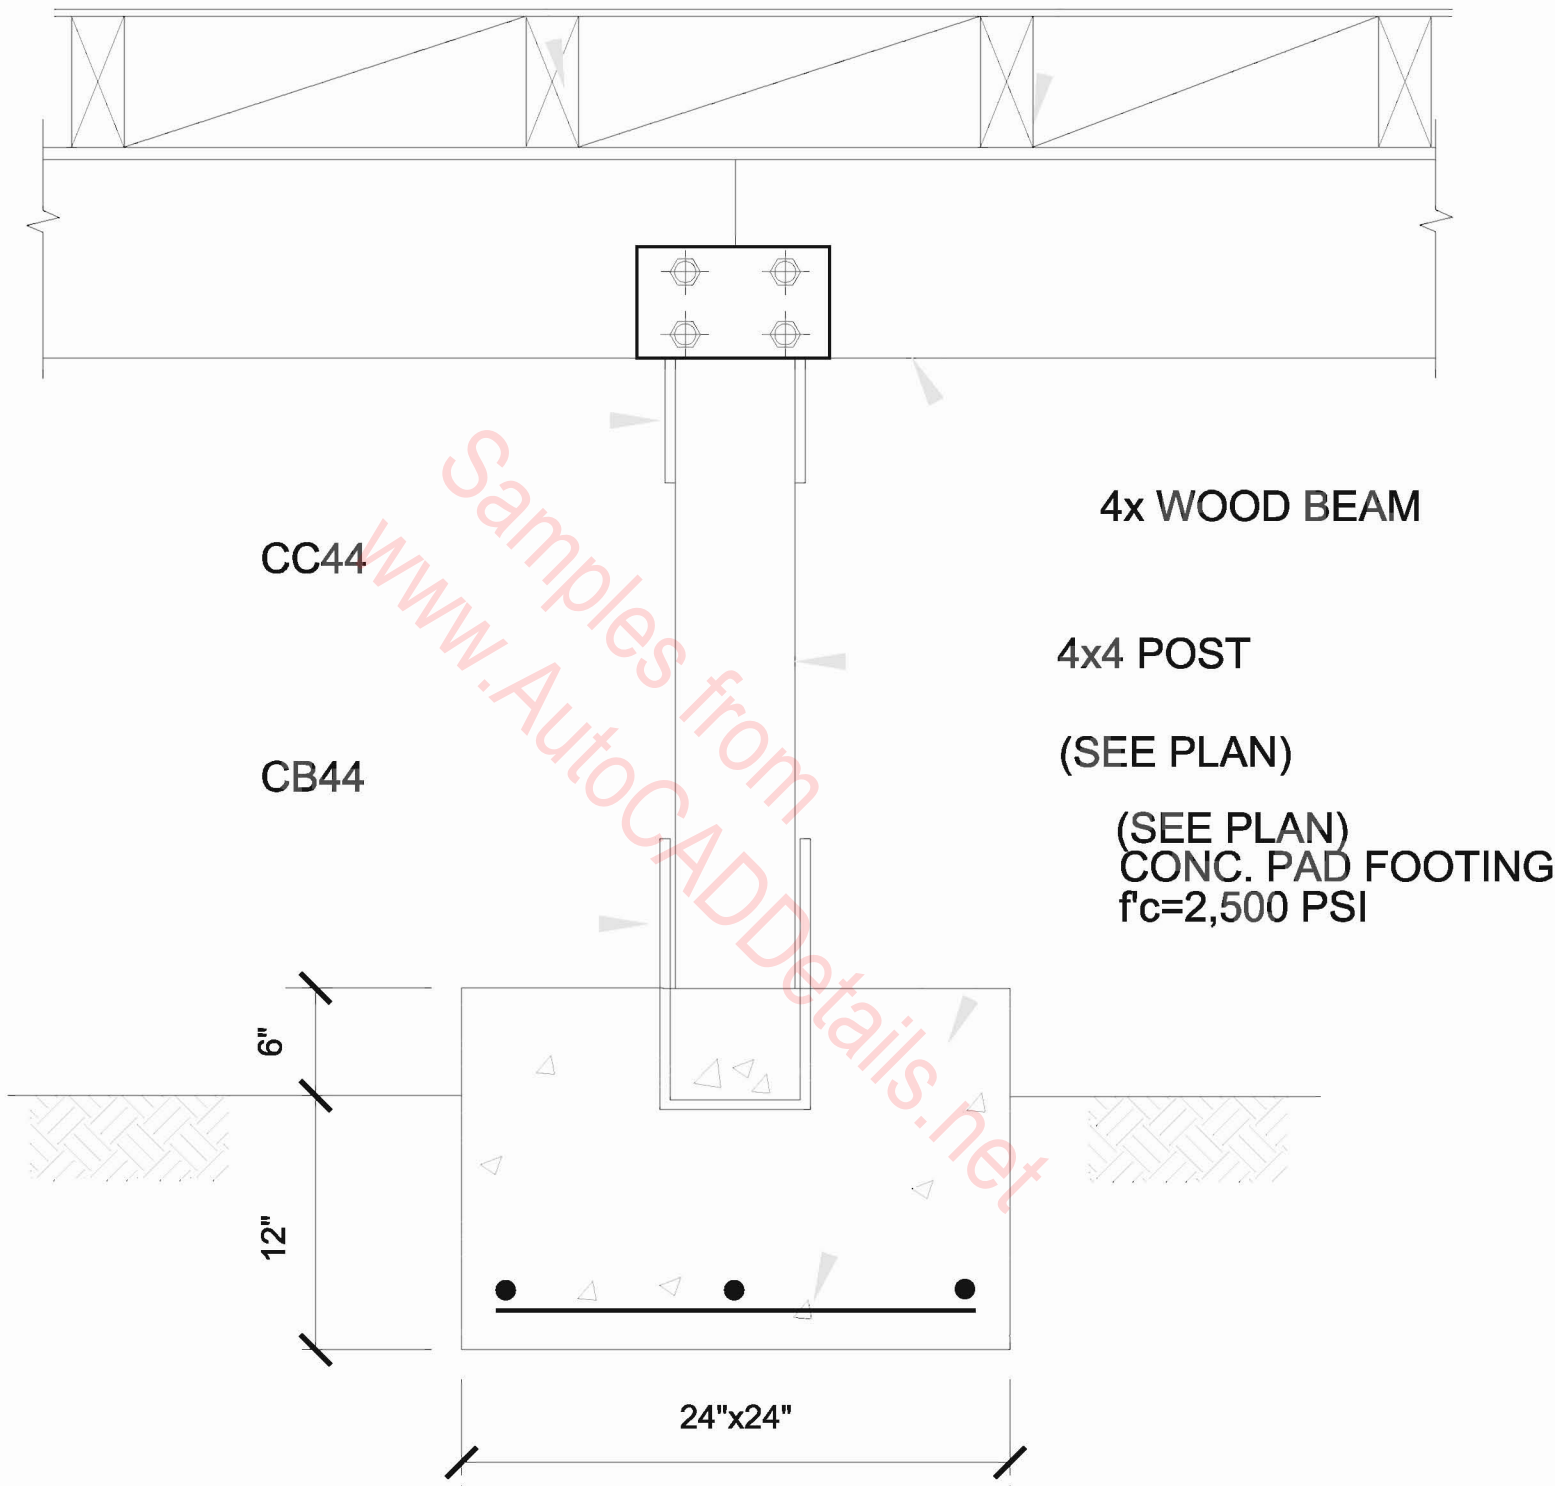 4x WOOD BEAM
CC44
4x4 POST
(SEE PLAN)
CB44
(SEE PLAN)
CONC. PAD FOOTING
f'c=2,500 PSI
Samples from
www.AutoCADDetails.net
6"
12"
24"x24"